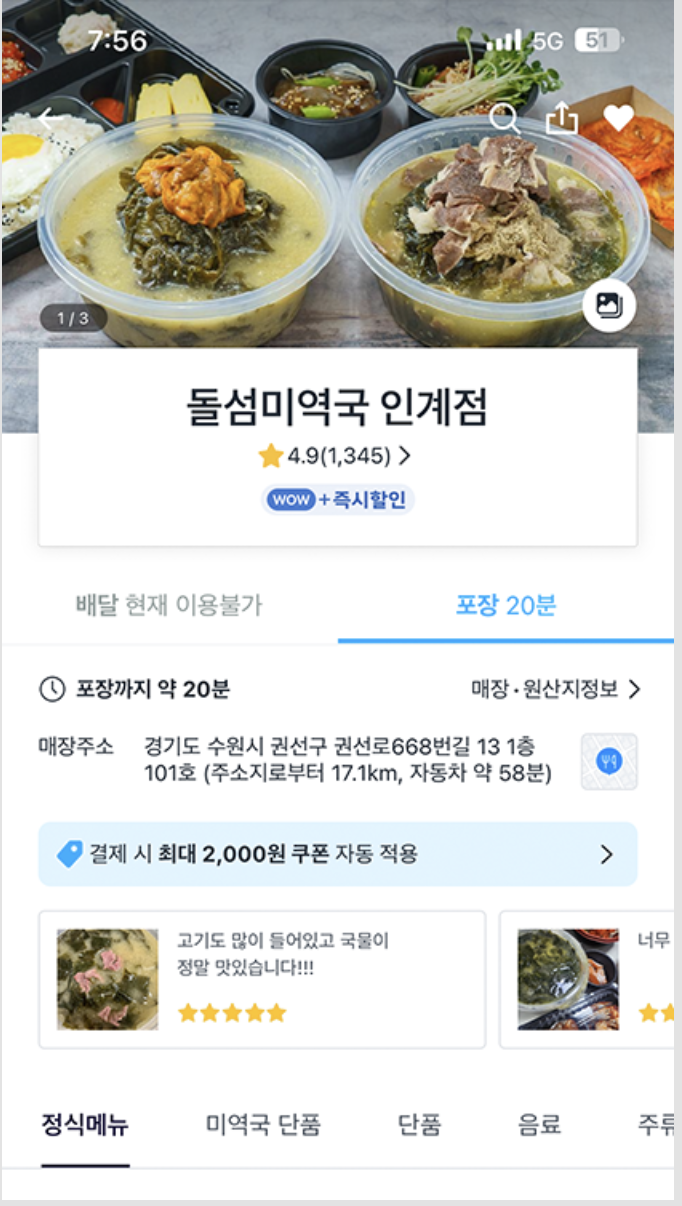 7:56
5G 51
1 / 3
돌섬미역국 인계점
4.9(1,345)
WOW +즉시할인
배달 현재 이용불가
포장 20분
포장까지 약 20분
매장·원산지정보
매장주소
경기도 수원시 권선구 권선로668번길 13 1층
101호 (주소지로부터 17.1km, 자동차 약 58분)
결제 시 최대 2,000원 쿠폰 자동 적용
고기도 많이 들어있고 국물이
정말 맛있습니다!!!
너무
정식메뉴 미역국 단품 단품 음료 주류